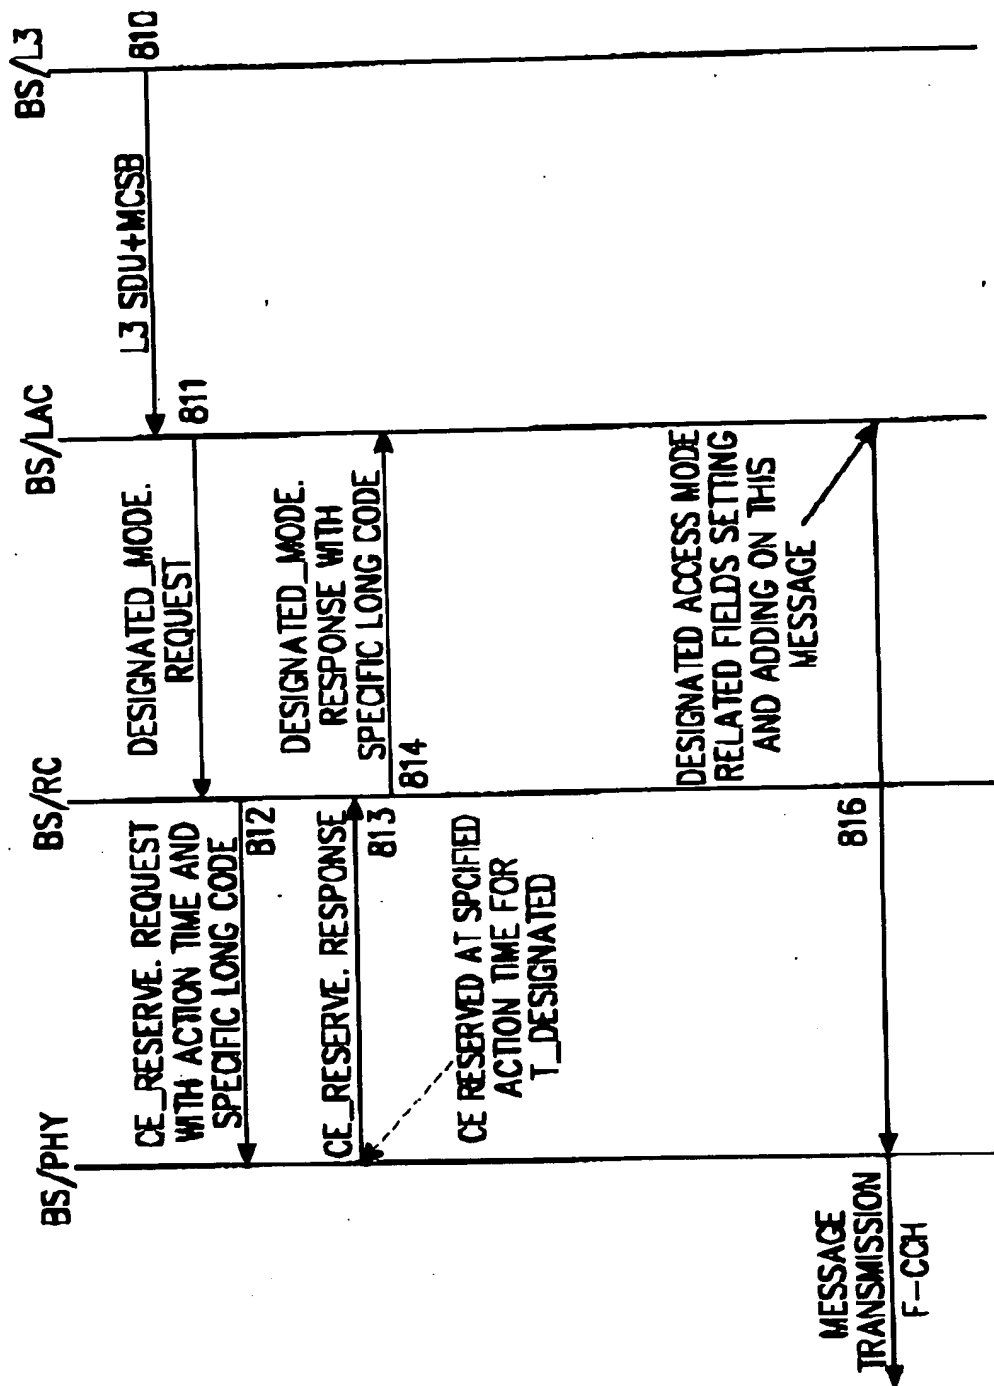 BS/PHY
BS/RC
BS/LAC
BS/L3
L3 SDU+MCSB
810
DESIGNATED_MODE.
REQUEST
811
CE_RESERVE. REQUEST
WITH ACTION TIME AND
SPECIFIC LONG CODE
812
CE_RESERVE. RESPONSE
813
DESIGNATED_MODE.
RESPONSE WITH
SPECIFIC LONG CODE
814
CE RESERVED AT SPCIFIED
ACTION TIME FOR
T_DESIGNATED
DESIGNATED ACCESS MODE
RELATED FIELDS SETTING
AND ADDING ON THIS
MESSAGE
816
MESSAGE
TRANSMISSION
F-CCH